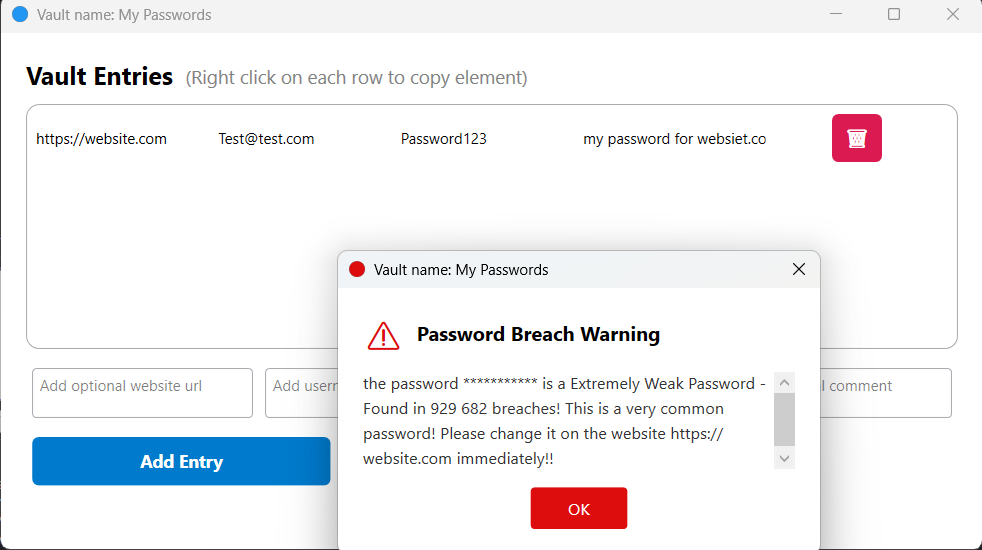 Vault name: My Passwords
Vault Entries (Right click on each row to copy element)
https://website.com Test@test.com Password123 my password for websiet.co
Vault name: My Passwords
Password Breach Warning
the password *********** is a Extremely Weak Password -
Found in 929 682 breaches! This is a very common
password! Please change it on the website https://
website.com immediately!!
OK
Add optional website url
Add usern
l comment
Add Entry